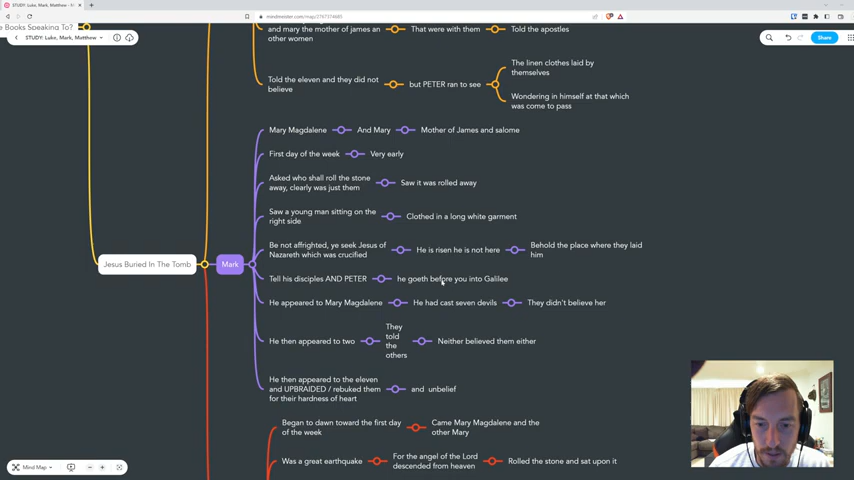 STUDY: Luke, Mark, Matthew
mindmeister.com/map/2747374680
e Books Speaking To?
STUDY: Luke, Mark, Matthew
Share
and mary the mother of james an
other women
That were with them
Told the apostles
Told the eleven and they did not
believe
but PETER ran to see
The linen clothes laid by
themselves
Wondering in himself at that which
was come to pass
Mary Magdalene
And Mary
Mother of James and salome
First day of the week
Very early
Asked who shall roll the stone
away, clearly was just them
Saw it was rolled away
Saw a young man sitting on the
right side
Clothed in a long white garment
Be not affrighted, ye seek Jesus of
Nazareth which was crucified
He is risen he is not here
Behold the place where they laid
him
Jesus Buried In The Tomb
Mark
Tell his disciples AND PETER
he goeth before you into Galilee
He appeared to Mary Magdalene
He had cast seven devils
They didn't believe her
He then appeared to two
They
told
the
others
Neither believed them either
He then appeared to the eleven
and UPBRAIDED / rebuked them
for their hardness of heart
and unbelief
Began to dawn toward the first day
of the week
Came Mary Magdalene and the
other Mary
Was a great earthquake
For the angel of the Lord
descended from heaven
Rolled the stone and sat upon it
Mind Map